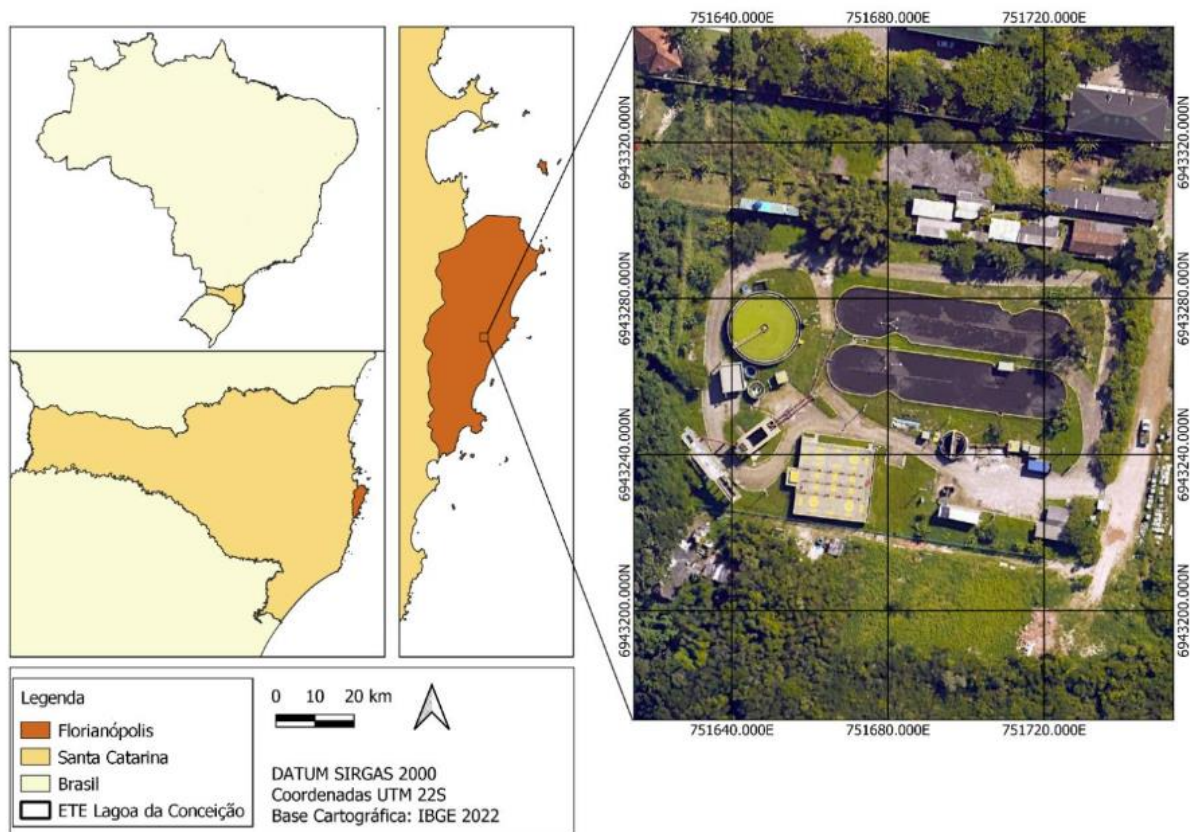 751640.000E 751680.000E 751720.000E
6943320.000N 6943320.000N
6943280.000N 6943280.000N
6943240.000N 6943240.000N
6943200.000N 6943200.000N
751640.000E 751680.000E 751720.000E
Legenda
Florianópolis
Santa Catarina
Brasil
ETE Lagoa da Conceição
0 10 20 km
DATUM SIRGAS 2000
Coordenadas UTM 22S
Base Cartográfica: IBGE 2022